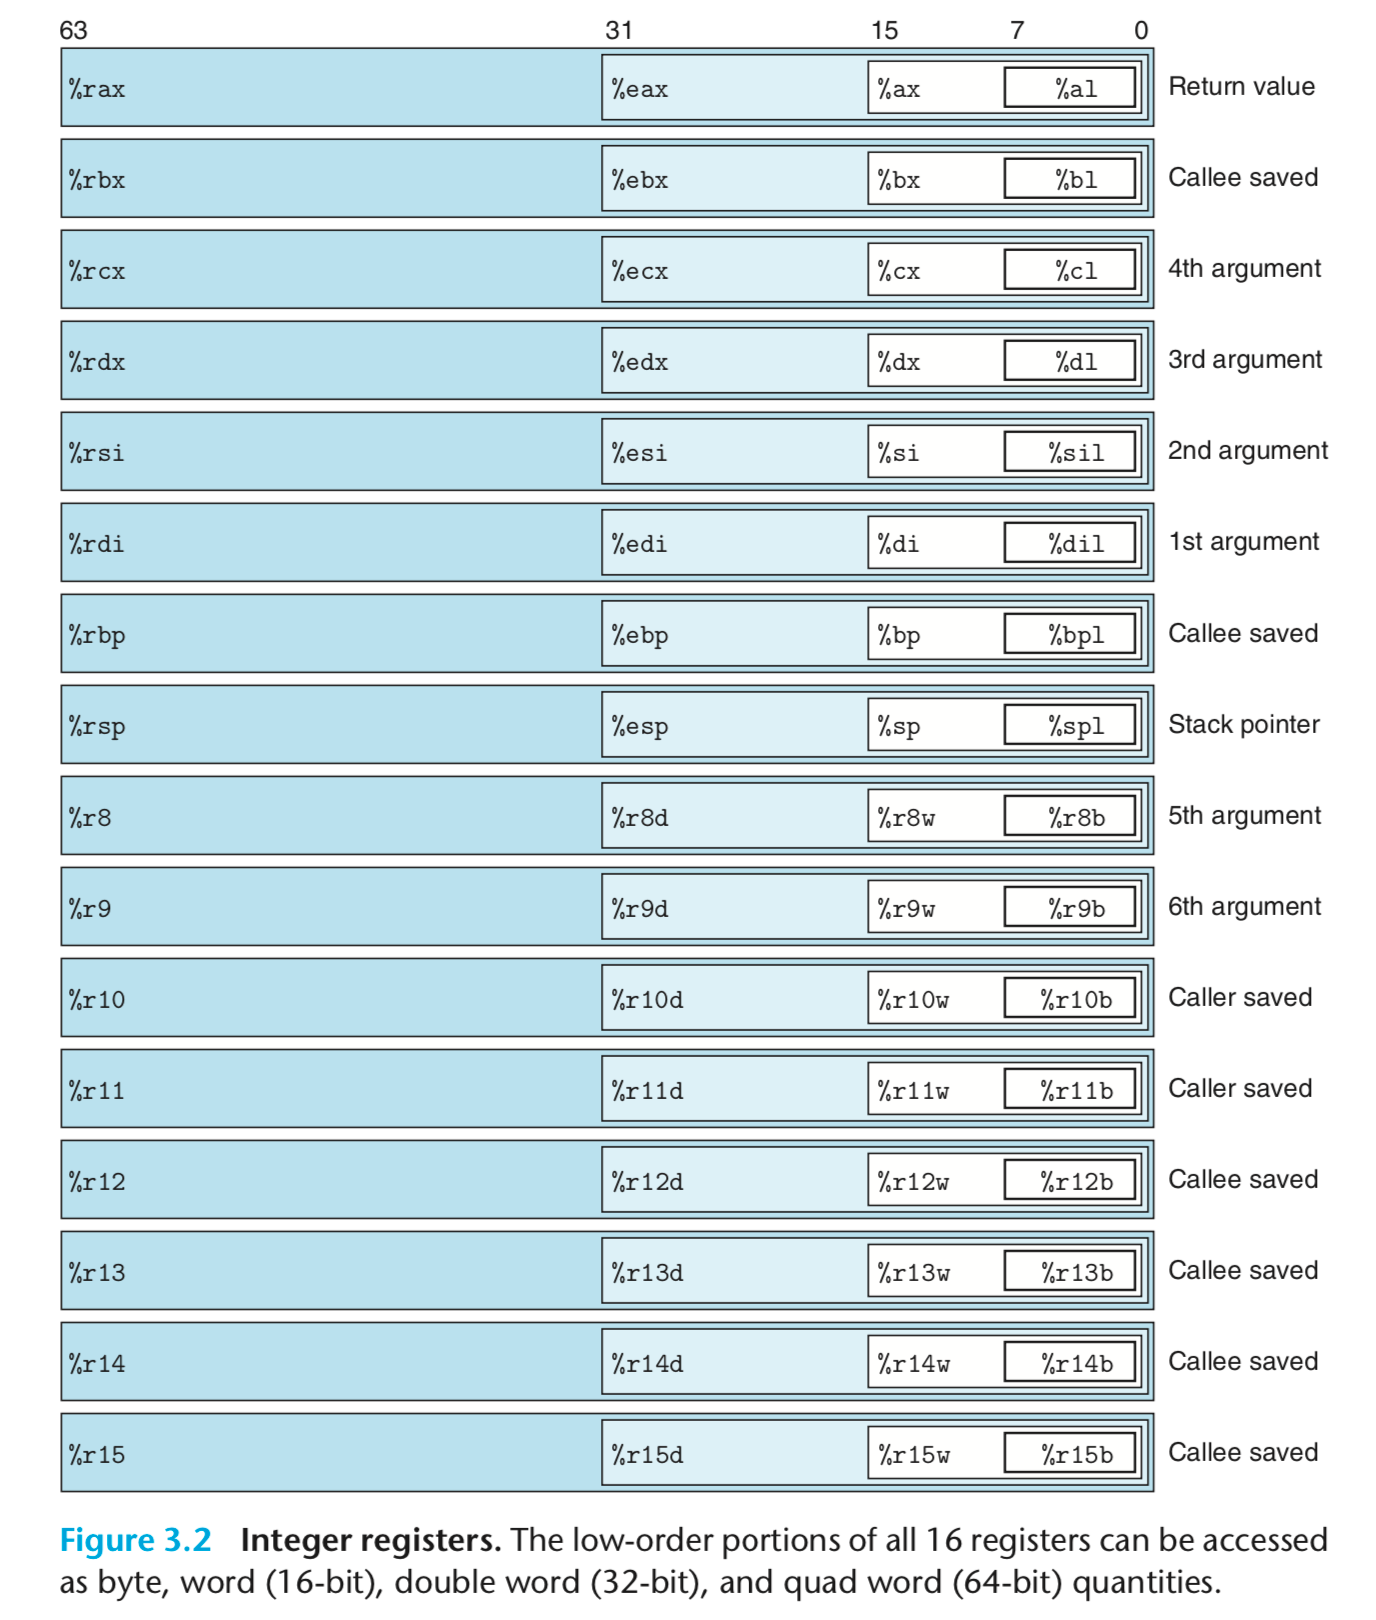 63 31 15 7 0
%rax %eax %ax %al Return value
%rbx %ebx %bx %bl Callee saved
%rcx %ecx %cx %cl 4th argument
%rdx %edx %dx %dl 3rd argument
%rsi %esi %si %sil 2nd argument
%rdi %edi %di %dil 1st argument
%rbp %ebp %bp %bpl Callee saved
%rsp %esp %sp %spl Stack pointer
%r8 %r8d %r8w %r8b 5th argument
%r9 %r9d %r9w %r9b 6th argument
%r10 %r10d %r10w %r10b Caller saved
%r11 %r11d %r11w %r11b Caller saved
%r12 %r12d %r12w %r12b Callee saved
%r13 %r13d %r13w %r13b Callee saved
%r14 %r14d %r14w %r14b Callee saved
%r15 %r15d %r15w %r15b Callee saved
Figure 3.2 Integer registers. The low-order portions of all 16 registers can be accessed
as byte, word (16-bit), double word (32-bit), and quad word (64-bit) quantities.